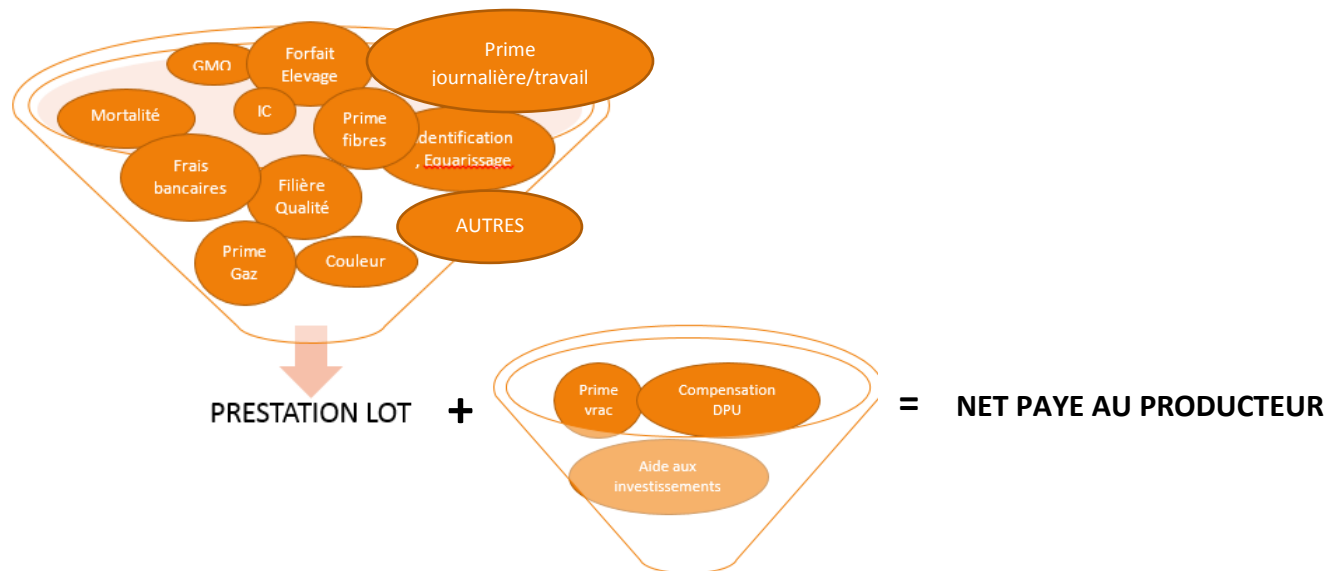 GMO
Forfait
Elevage
Prime
journalière/travail
Mortalité
IC
Prime
fibres
dentification
, Equarissage
Frais
bancaires
Filière
Qualité
AUTRES
Prime
Gaz
Couleur
PRESTATION LOT
+
Prime
vrac
Compensation
DPU
Aide aux
investissements
=
NET PAYE AU PRODUCTEUR